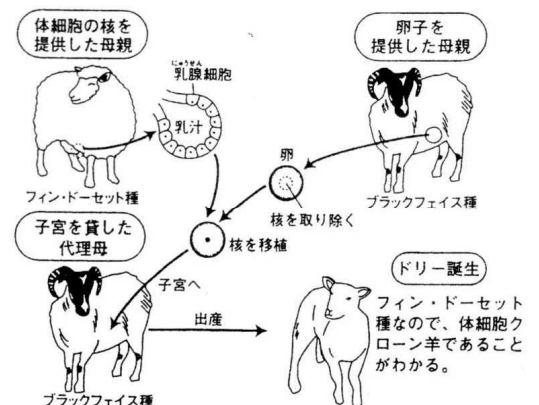 体細胞の核を
提供した母親
にゅうせん
乳腺細胞
乳汁
フィン・ドーセット種
卵子を
提供した母親
ブラックフェイス種
卵
核を取り除く
核を移植
子宮を貸した
代理母
子宮へ
ブラックフェイス種
出産
ドリー誕生
フィン・ドーセット
種なので、体細胞ク
ローン羊であること
がわかる。